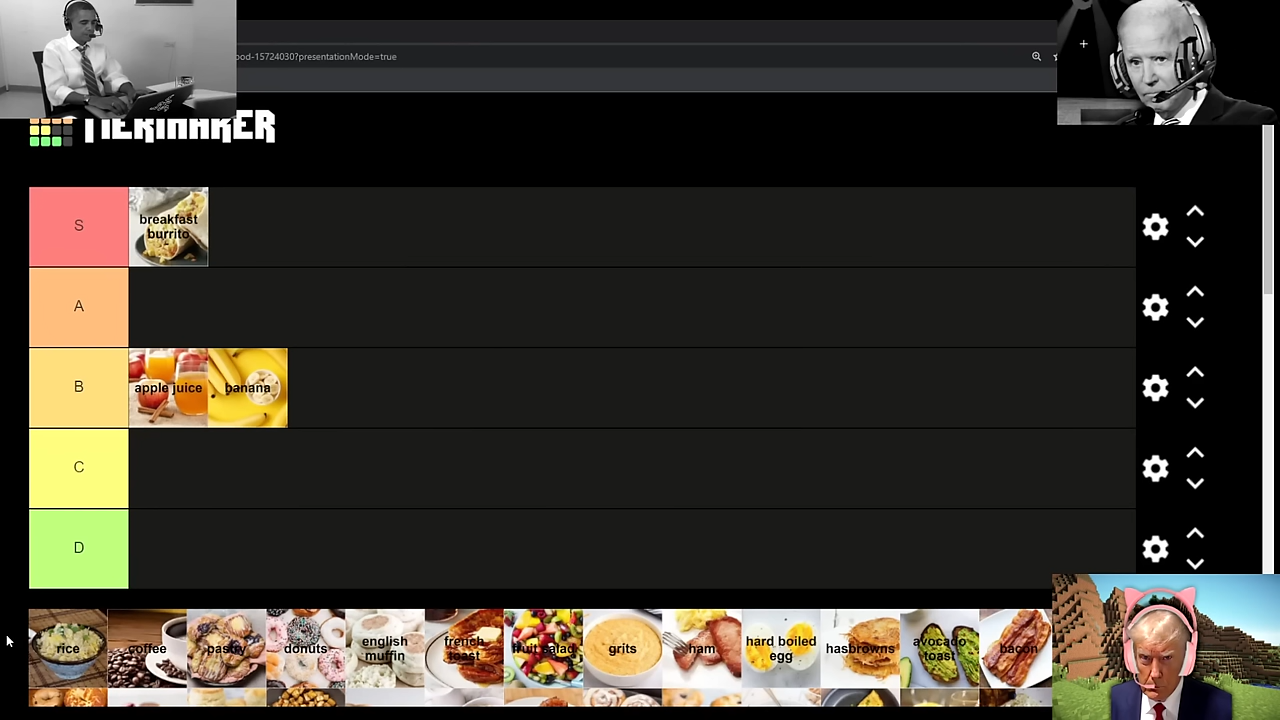 ood-15724030?presentationMode=true
TIERMAKER
S
breakfast
burrito
A
B
apple juice
banana
C
D
rice
coffee
pastry
donuts
english
muffin
french
toast
fruit salad
grits
ham
hard boiled
egg
hasbrowns
avocado
toast
bacon